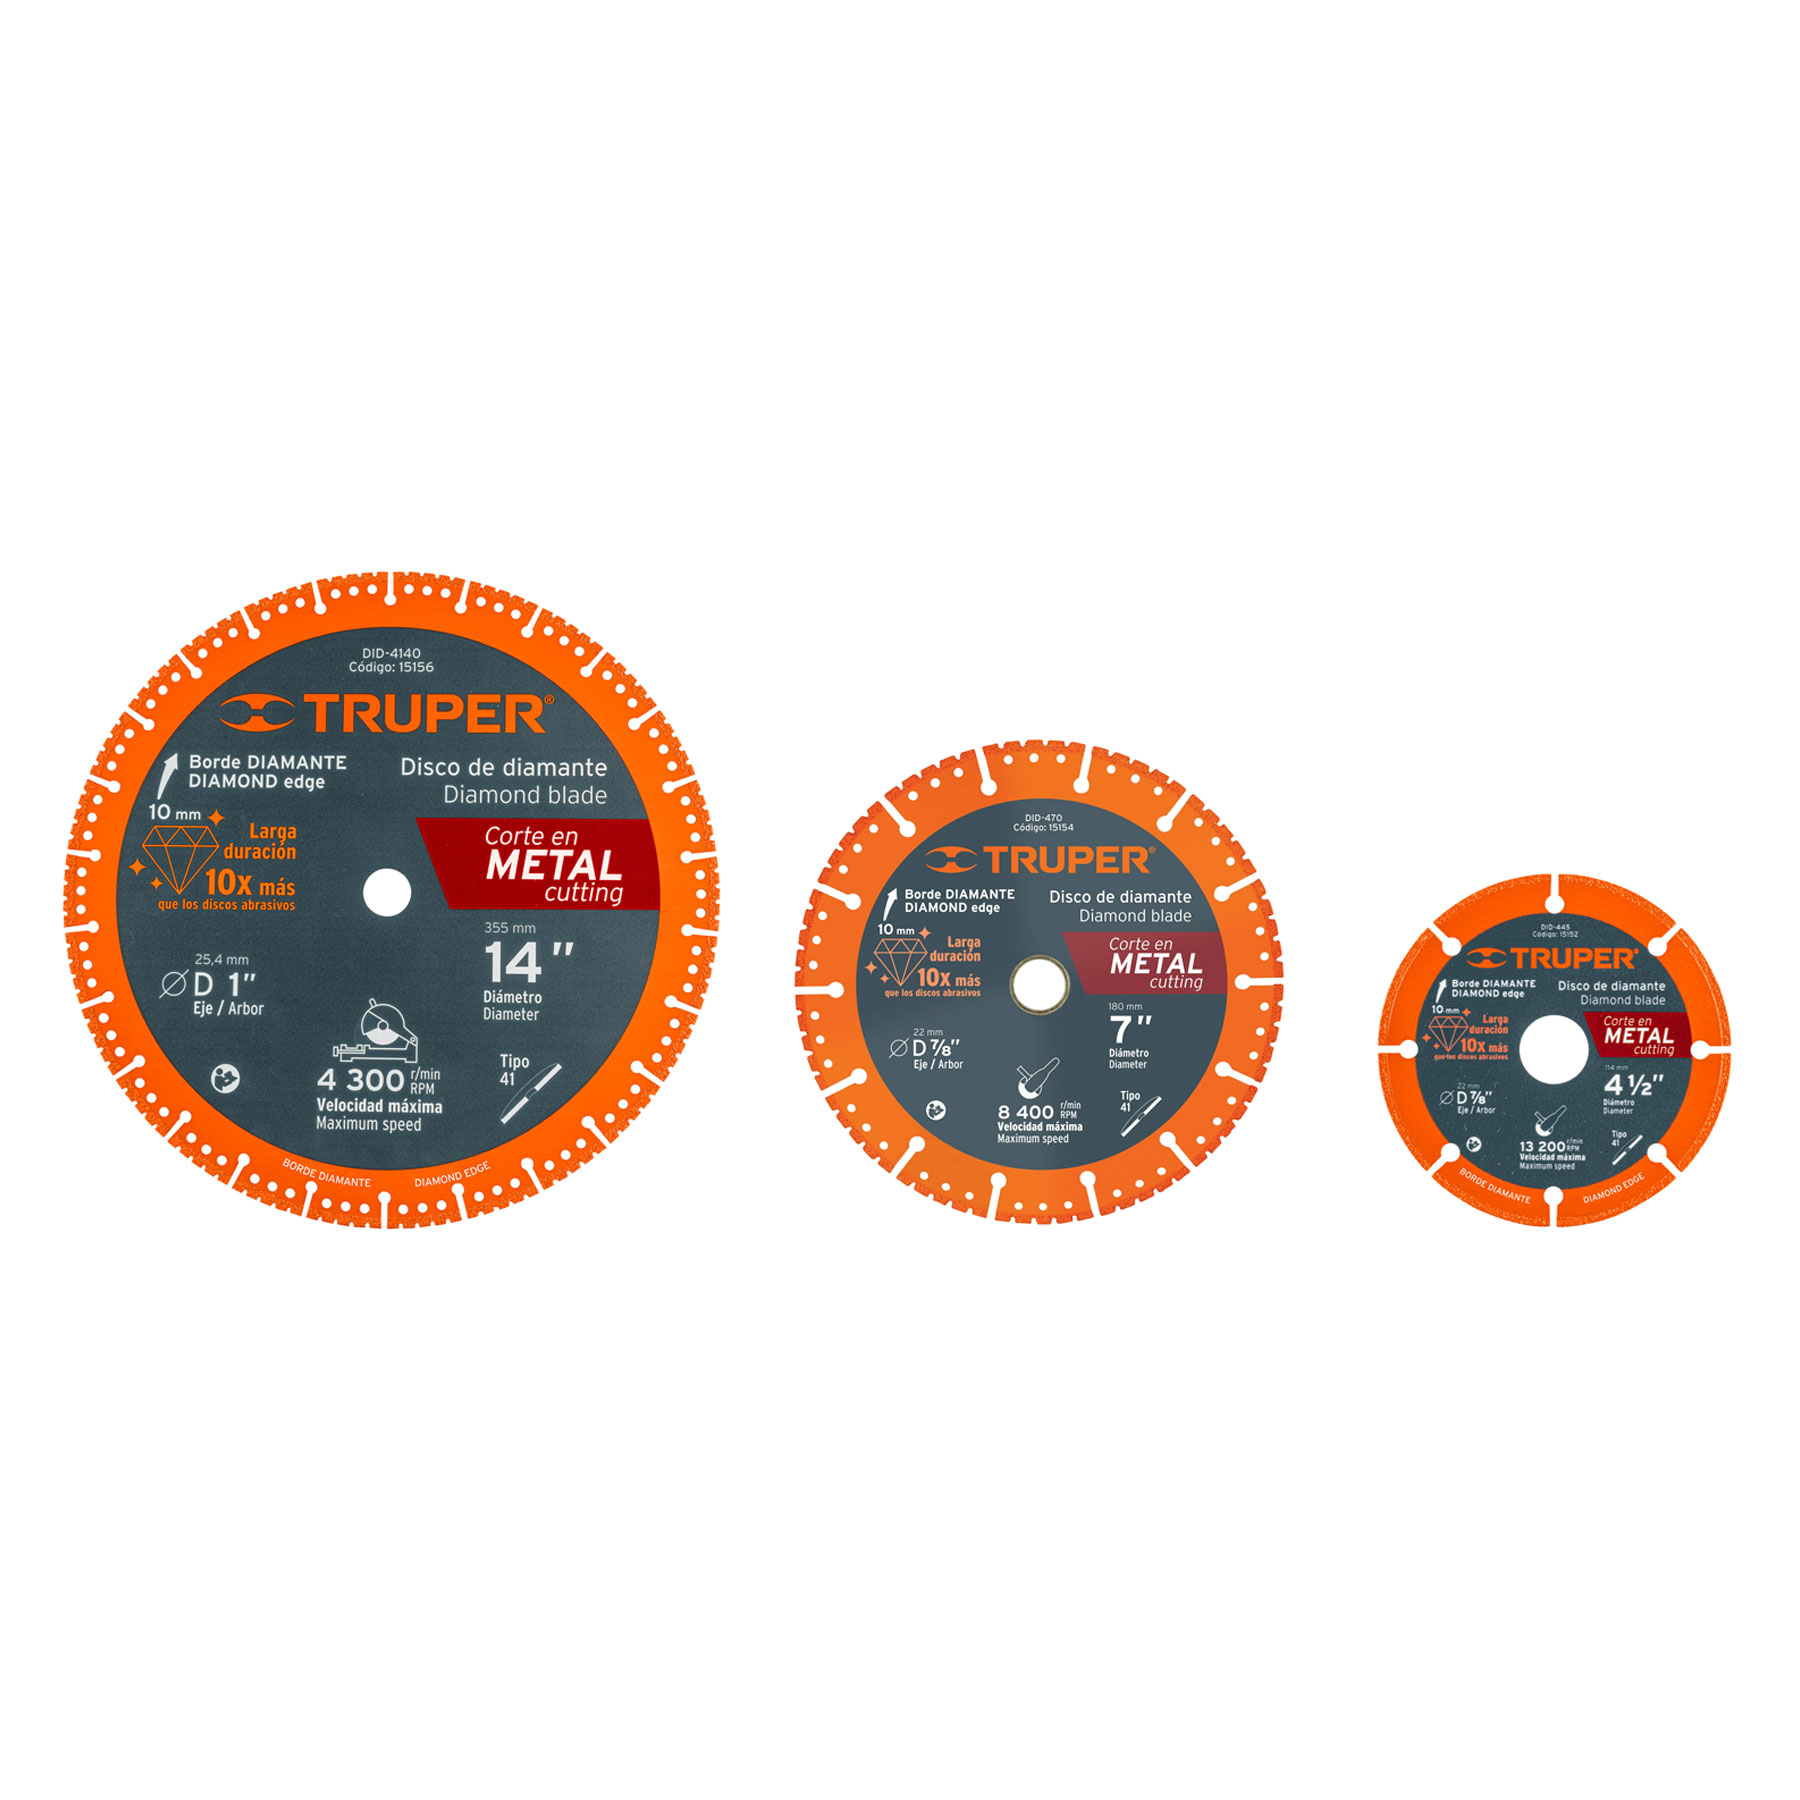 DID-4140
Código: 15156
TRUPER®
Borde DIAMANTE
DIAMOND edge
10 mm
Larga
duración
10x más
que los discos abrasivos
Disco de diamante
Diamond blade
Corte en
METAL
cutting
355 mm
14"
Diámetro
Diameter
25,4 mm
D 1"
Eje / Arbor
4 300 r/min
RPM
Velocidad máxima
Maximum speed
Tipo
41
BORDE DIAMANTE DIAMOND EDGE
DID-470
Código: 15154
TRUPER®
Borde DIAMANTE
DIAMOND edge
10 mm
Larga
duración
10x más
que los discos abrasivos
Disco de diamante
Diamond blade
Corte en
METAL
cutting
180 mm
7"
Diámetro
Diameter
22 mm
D 7/8"
Eje / Arbor
8 400 r/min
RPM
Velocidad máxima
Maximum speed
Tipo
41
DID-445
Código: 15152
TRUPER®
Borde DIAMANTE
DIAMOND edge
10 mm
Larga
duración
10x más
que los discos abrasivos
Disco de diamante
Diamond blade
Corte en
METAL
cutting
114 mm
4 1/2"
Diámetro
Diameter
22 mm
D 7/8"
Eje / Arbor
13 200 r/min
RPM
Velocidad máxima
Maximum speed
Tipo
41
BORDE DIAMANTE DIAMOND EDGE